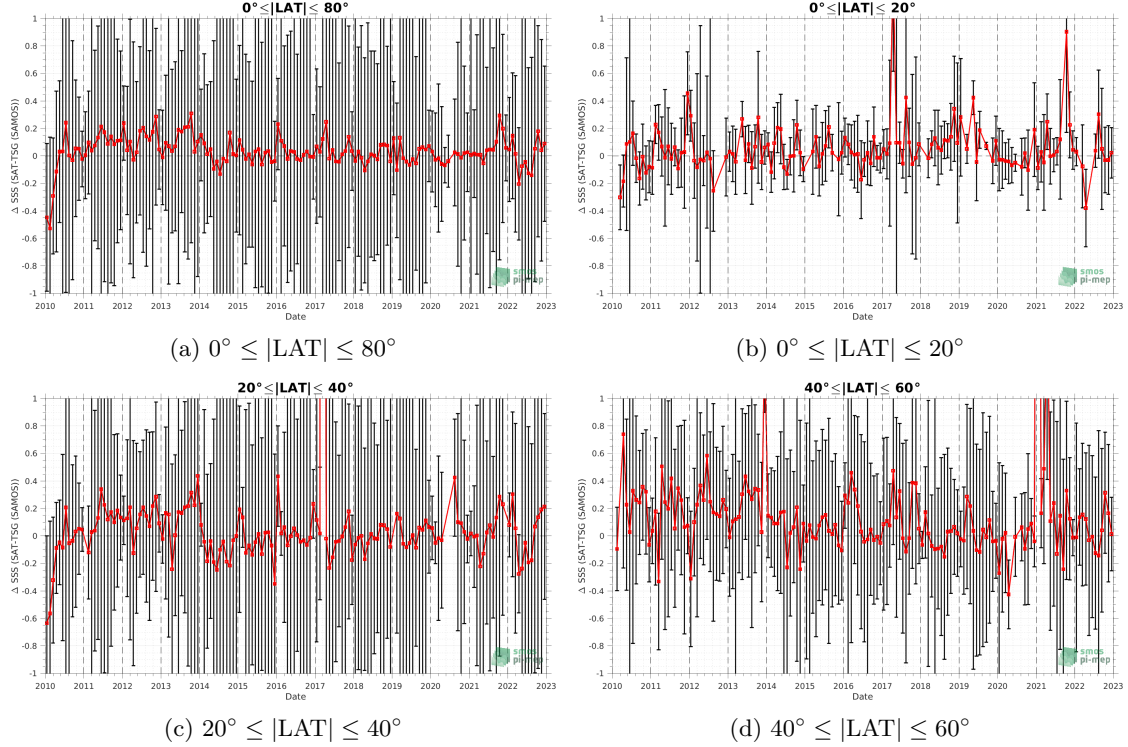 0°≤|LAT|≤ 80°
1
0.8
0.6
0.4
0.2
0
-0.2
-0.4
-0.6
-0.8
-1
Δ SSS (SAT-TSG (SAMOS))
2010 2011 2012 2013 2014 2015 2016 2017 2018 2019 2020 2021 2022 2023
Date
smos
pi-mep
(a) 0° ≤ |LAT| ≤ 80°
0°≤|LAT|≤ 20°
1
0.8
0.6
0.4
0.2
0
-0.2
-0.4
-0.6
-0.8
-1
Δ SSS (SAT-TSG (SAMOS))
2010 2011 2012 2013 2014 2015 2016 2017 2018 2019 2020 2021 2022 2023
Date
smos
pi-mep
(b) 0° ≤ |LAT| ≤ 20°
20°≤|LAT|≤ 40°
1
0.8
0.6
0.4
0.2
0
-0.2
-0.4
-0.6
-0.8
-1
Δ SSS (SAT-TSG (SAMOS))
2010 2011 2012 2013 2014 2015 2016 2017 2018 2019 2020 2021 2022 2023
Date
smos
pi-mep
(c) 20° ≤ |LAT| ≤ 40°
40°≤|LAT|≤ 60°
1
0.8
0.6
0.4
0.2
0
-0.2
-0.4
-0.6
-0.8
-1
Δ SSS (SAT-TSG (SAMOS))
2010 2011 2012 2013 2014 2015 2016 2017 2018 2019 2020 2021 2022 2023
Date
smos
pi-mep
(d) 40° ≤ |LAT| ≤ 60°